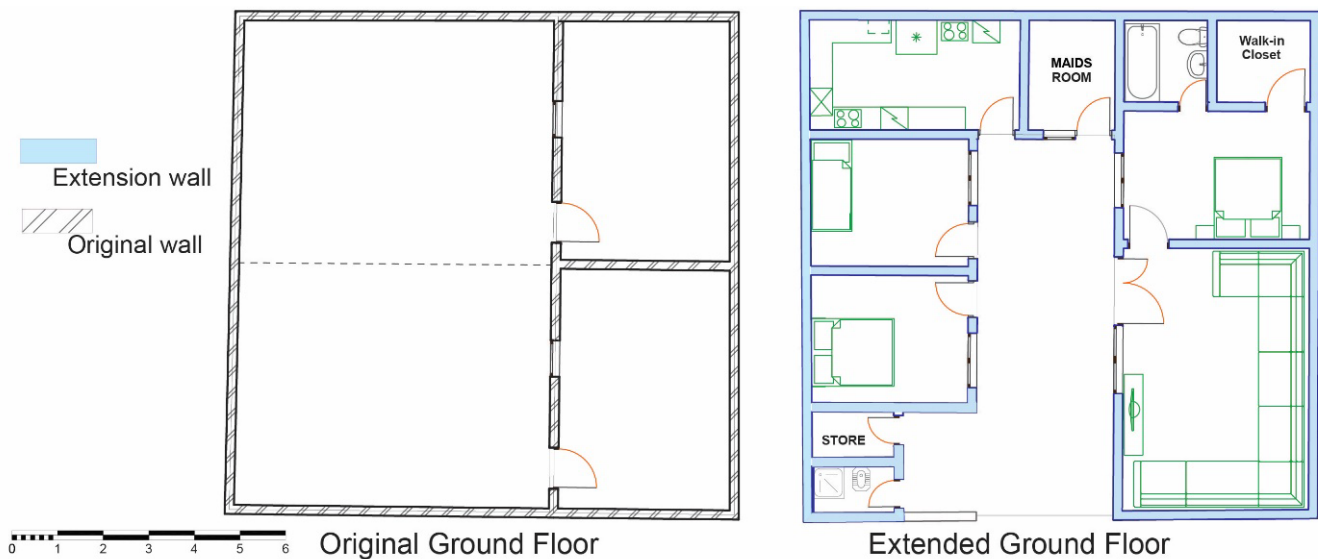 Extension wall
Original wall
MAIDS
ROOM
Walk-in
Closet
STORE
0 1 2 3 4 5 6
Original Ground Floor
Extended Ground Floor